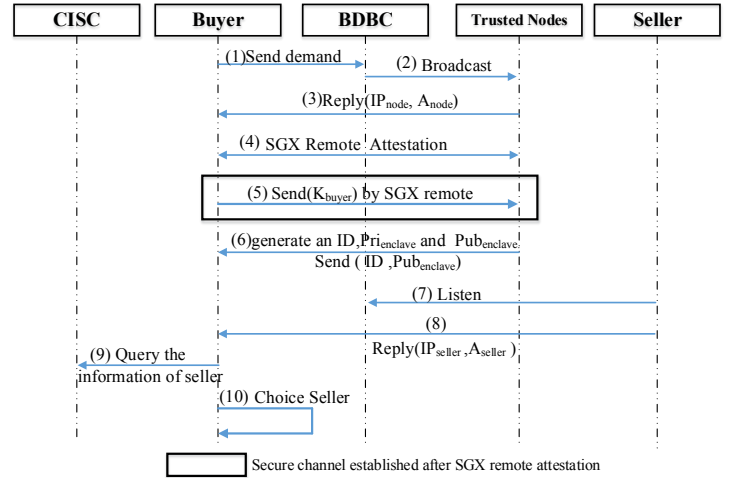 CISC Buyer BDBC Trusted Nodes Seller
(1)Send demand
(2) Broadcast
(3)Reply(IPnode, Anode)
(4) SGX Remote Attestation
(5) Send(Kbuyer) by SGX remote
(6)generate an ID,Prienclave and Pubenclave
Send ( ID ,Pubenclave)
(7) Listen
(8)
Reply(IPseller ,Aseller )
(9) Query the
information of seller
(10) Choice Seller
Secure channel established after SGX remote attestation